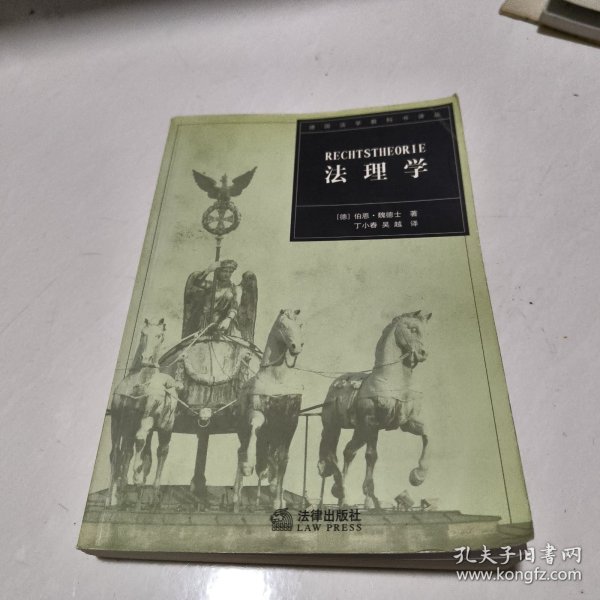 德国法学教科书译丛
RECHTSTHEORIE
法理学
[德] 伯恩·魏德士 著
丁小春 吴越 译
法律出版社
LAW PRESS
孔夫子旧书网
www.kongfz.com